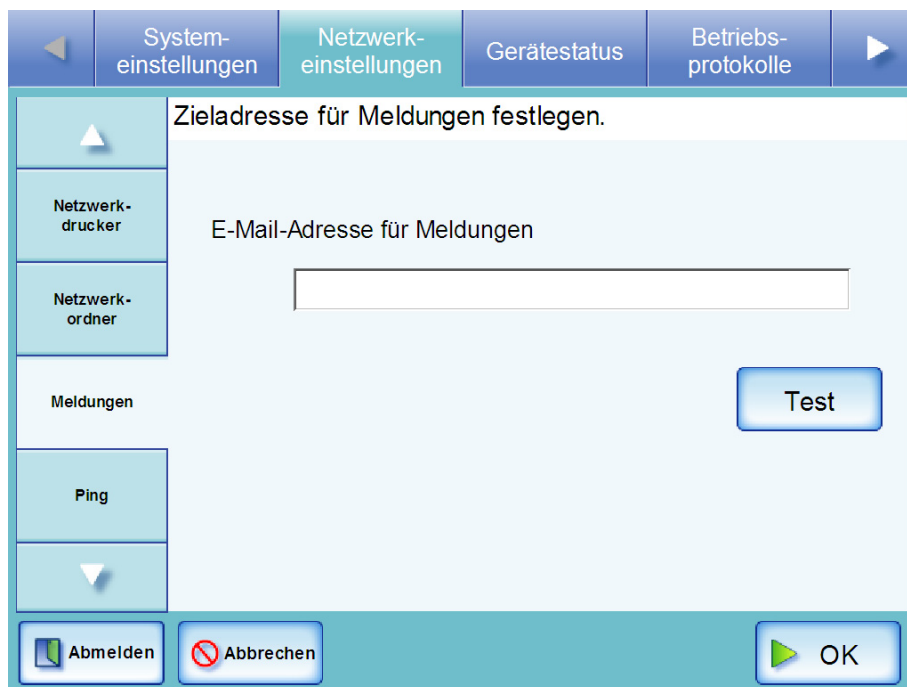 System-
einstellungen
Netzwerk-
einstellungen
Gerätestatus
Betriebs-
protokolle
Zieladresse für Meldungen festlegen.
Netzwerk-
drucker
Netzwerk-
ordner
Meldungen
Ping
E-Mail-Adresse für Meldungen
Test
Abmelden
Abbrechen
OK